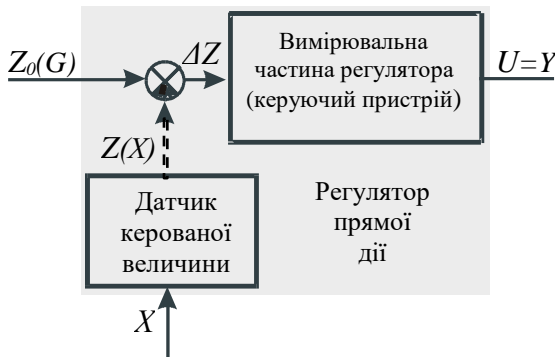 Z₀(G)
ΔZ
Вимірювальна
частина регулятора
(керуючий пристрій)
U=Y
Z(X)
Датчик
керованої
величини
Регулятор
прямої
дії
X